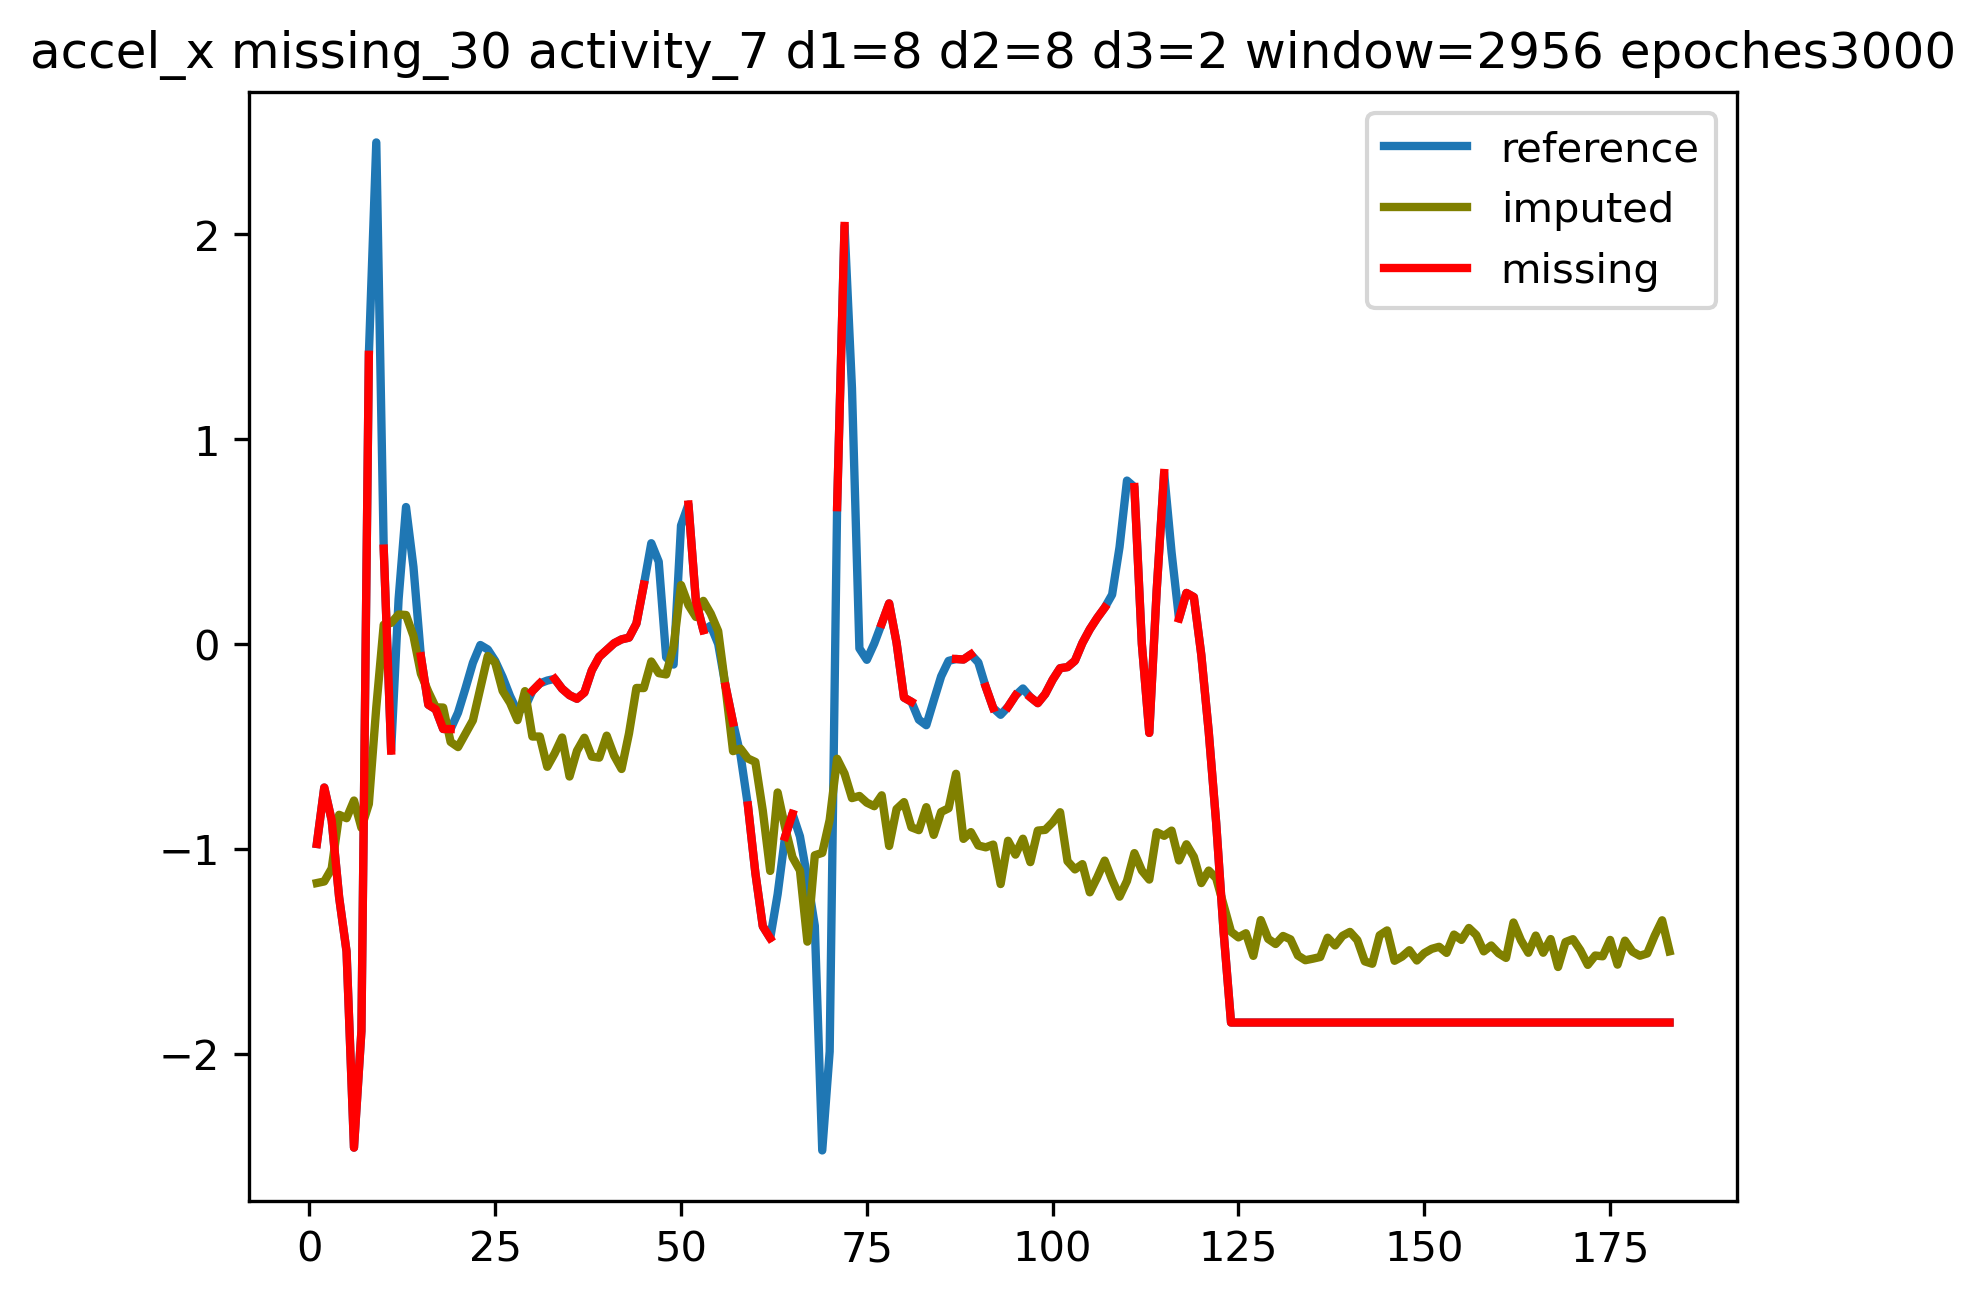 accel_x missing_30 activity_7 d1=8 d2=8 d3=2 window=2956 epoches3000
reference
imputed
missing
2
1
0
−1
−2
0 25 50 75 100 125 150 175